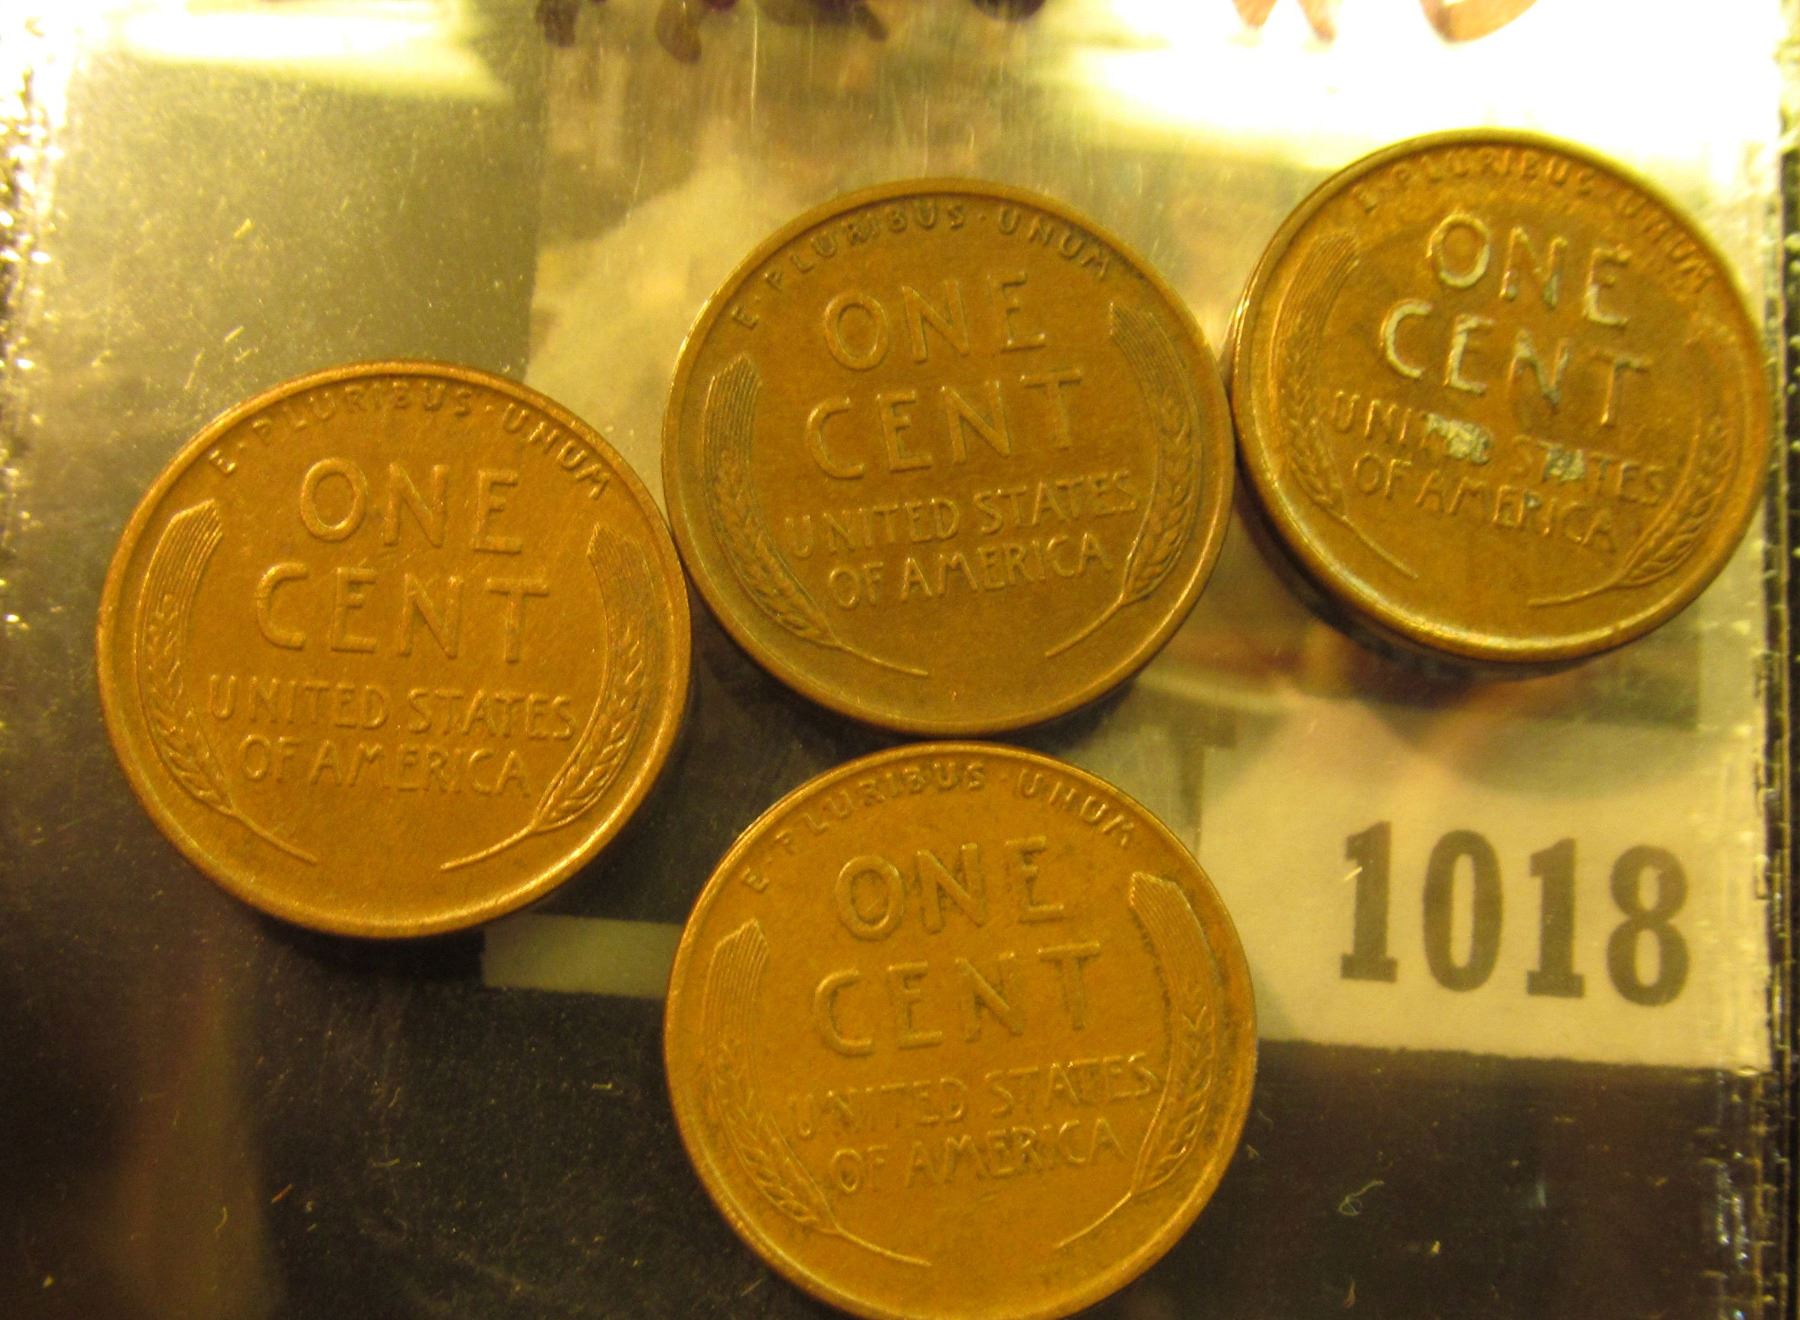 E·PLURIBUS·UNUM
ONE
CENT
UNITED STATES
OF AMERICA
E·PLURIBUS·UNUM
ONE
CENT
UNITED STATES
OF AMERICA
E·PLURIBUS·UNUM
ONE
CENT
UNITED STATES
OF AMERICA
E·PLURIBUS·UNUM
ONE
CENT
UNITED STATES
OF AMERICA
1018